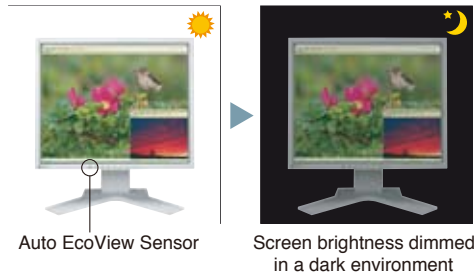 Auto EcoView Sensor
Screen brightness dimmed
in a dark environment